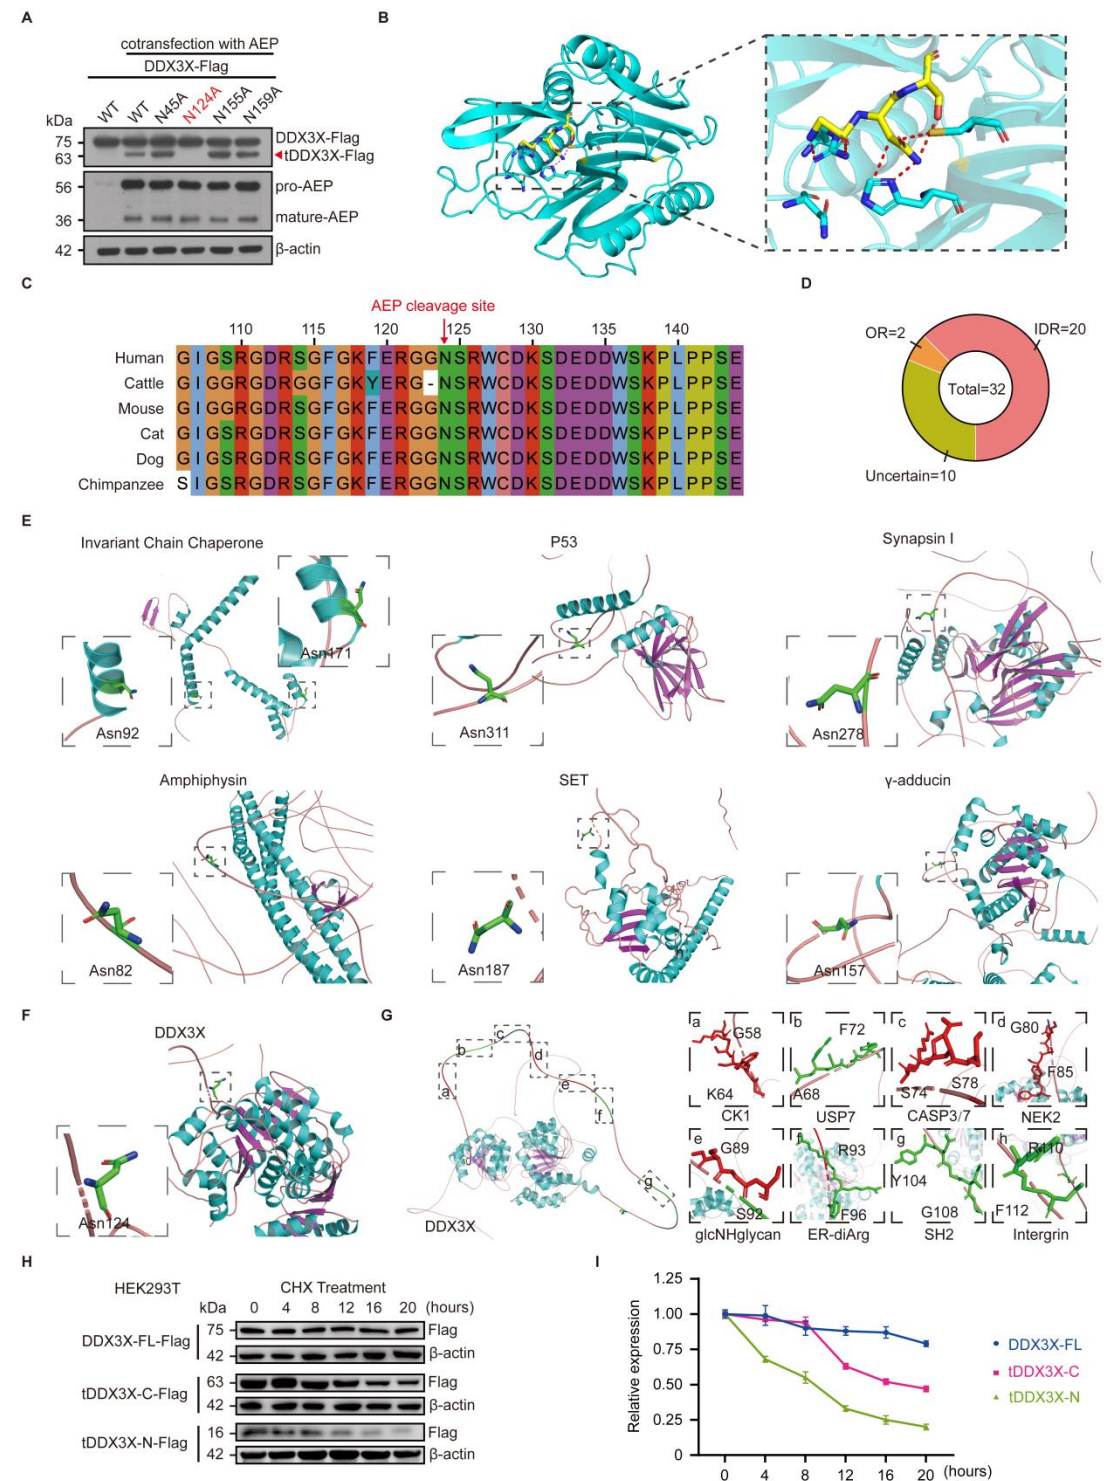 A
cotransfection with AEP
DDX3X-Flag
WT WT N45A N124A N155A N159A
kDa
75 DDX3X-Flag
63 tDDX3X-Flag
56 pro-AEP
36 mature-AEP
42 β-actin
B
C
AEP cleavage site
110 115 120 125 130 135 140
Human GIGSRGDRSGFGKFERGGNSRWCDKSDEDDWSKPLPPSE
Cattle GIGGRGDRGGFGKYERG-NSRWCDKSDEDDWSKPLPPSE
Mouse GIGGRGDRSGFGKFERGGNSRWCDKSDEDDWSKPLPPSE
Cat GIGSRGDRSGFGKFERGGNSRWCDKSDEDDWSKPLPPSE
Dog GIGSRGDRSGFGKFERGGNSRWCDKSDEDDWSKPLPPSE
Chimpanzee SIGSRGDRSGFGKFERGGNSRWCDKSDEDDWSKPLPPSE
D
OR=2
IDR=20
Total=32
Uncertain=10
E
Invariant Chain Chaperone
Asn171
Asn92
P53
Asn311
Synapsin I
Asn278
Amphiphysin
Asn82
SET
Asn187
γ-adducin
Asn157
F
DDX3X
Asn124
G
a b c d e f g
DDX3X
a G58 K64
CK1
b F72 A68
USP7
c S74 S78
CASP3/7
d G80 F85
NEK2
e G89 S92
glcNHglycan
f R93 F96
ER-diArg
g Y104 G108
SH2
h R110 F112
Intergrin
H
HEK293T
CHX Treatment
kDa 0 4 8 12 16 20 (hours)
DDX3X-FL-Flag
75 Flag
42 β-actin
tDDX3X-C-Flag
63 Flag
42 β-actin
tDDX3X-N-Flag
16 Flag
42 β-actin
I
Relative expression
1.25
1.00
0.75
0.50
0.25
0
0 4 8 12 16 20 (hours)
DDX3X-FL
tDDX3X-C
tDDX3X-N